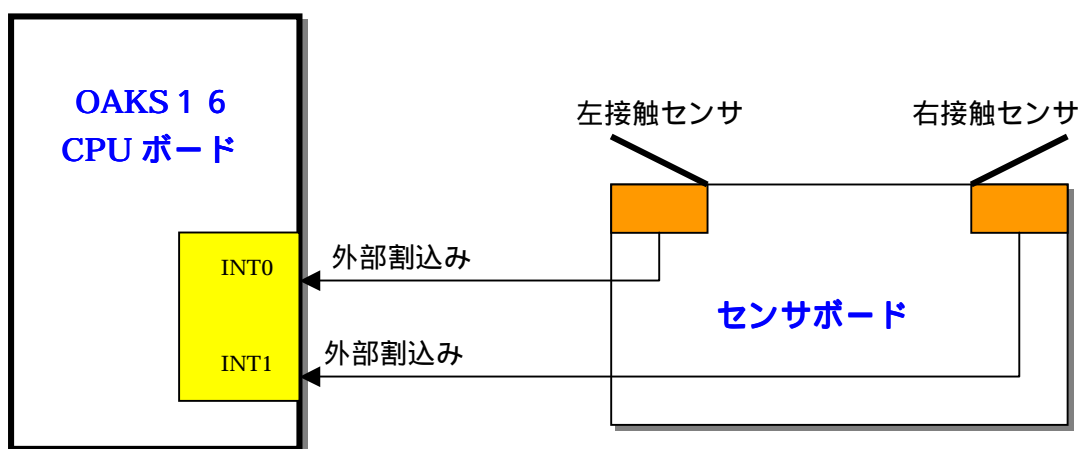 OAKS１６
CPU ボード
左接触センサ
右接触センサ
INT0
外部割込み
センサボード
INT1
外部割込み